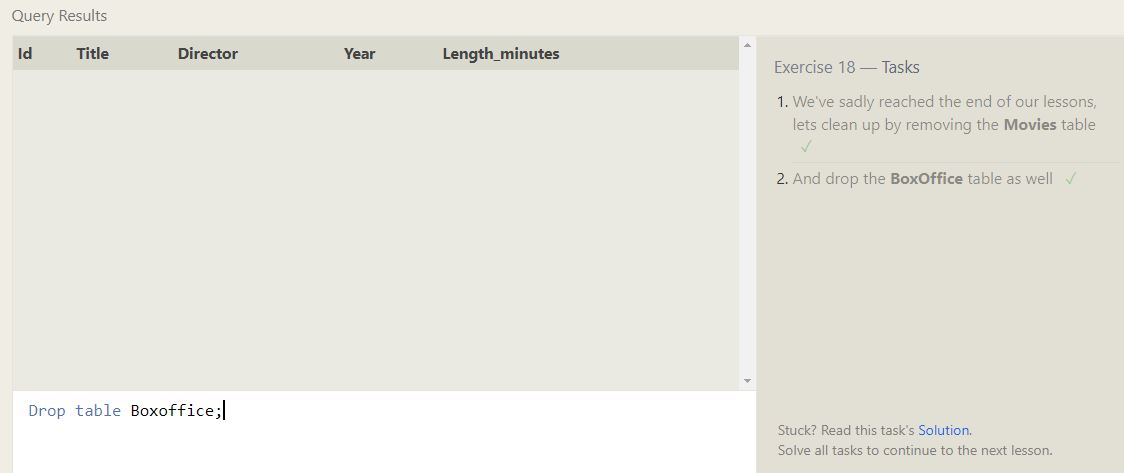 Query Results
Id Title Director Year Length_minutes
Drop table Boxoffice;
Exercise 18 — Tasks
1. We've sadly reached the end of our lessons,
lets clean up by removing the Movies table
✓
2. And drop the BoxOffice table as well ✓
Stuck? Read this task's Solution.
Solve all tasks to continue to the next lesson.